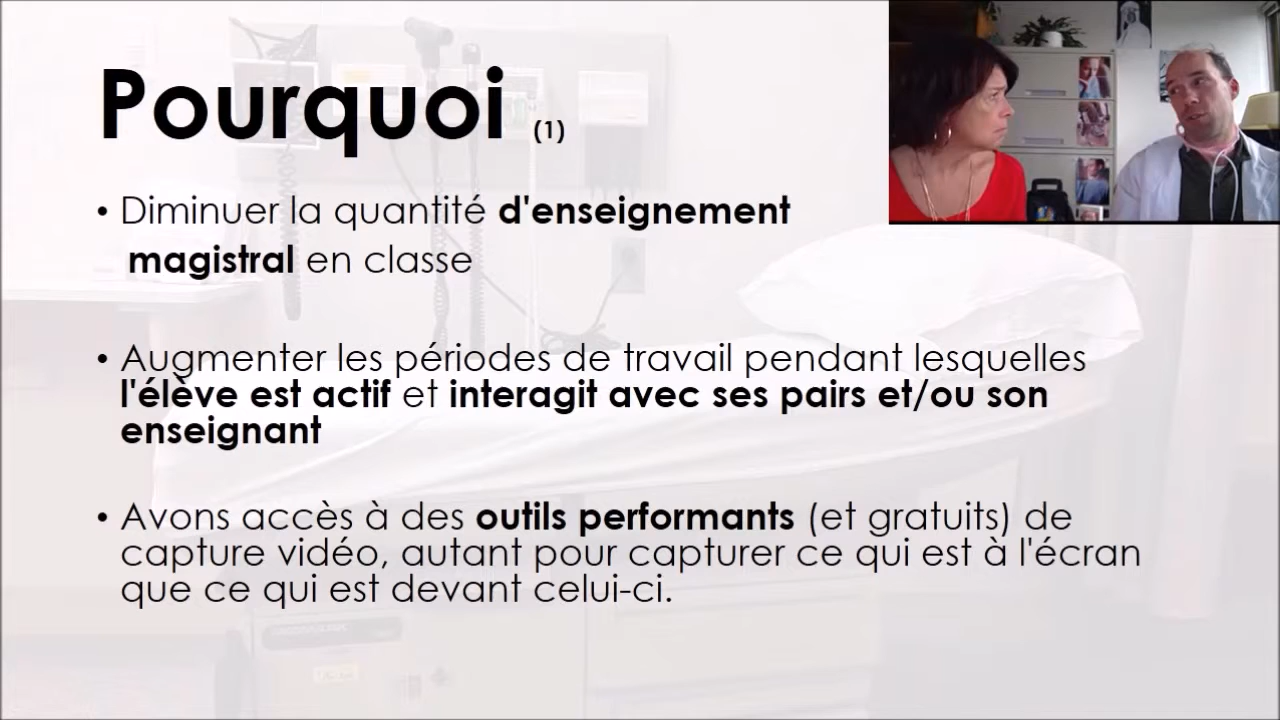 Pourquoi (1)
• Diminuer la quantité d'enseignement
magistral en classe
• Augmenter les périodes de travail pendant lesquelles
l'élève est actif et interagit avec ses pairs et/ou son
enseignant
• Avons accès à des outils performants (et gratuits) de
capture vidéo, autant pour capturer ce qui est à l'écran
que ce qui est devant celui-ci.